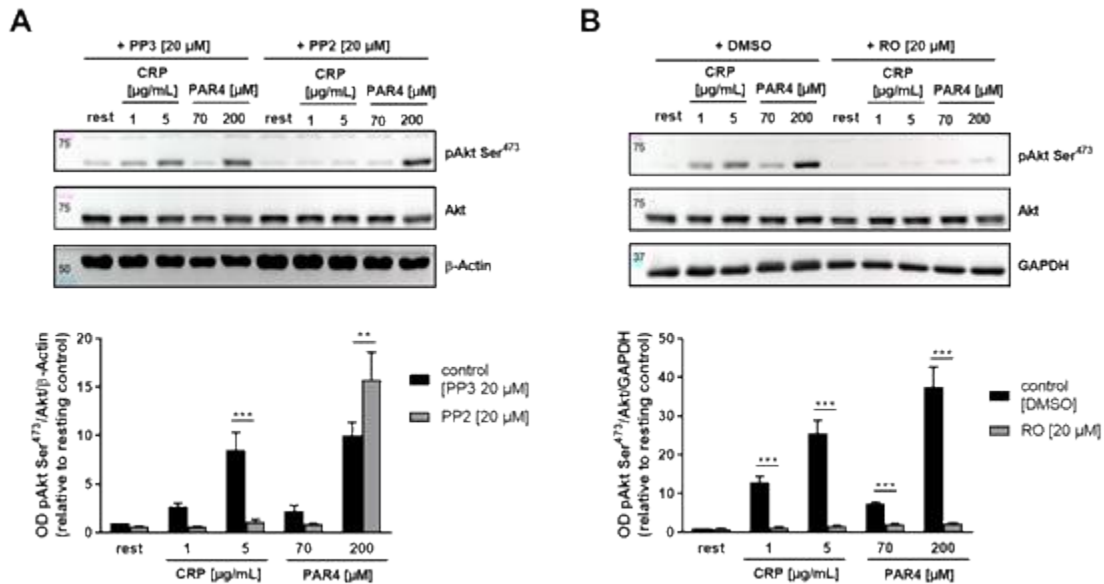 A
+ PP3 [20 µM] + PP2 [20 µM]
CRP [µg/mL] PAR4 [µM] CRP [µg/mL] PAR4 [µM]
rest 1 5 70 200 rest 1 5 70 200
75 pAkt Ser473
75 Akt
50 β-Actin
OD pAkt Ser473/Akt/β-Actin
(relative to resting control)
20
15
10
5
0
***
**
control
[PP3 20 µM]
PP2 [20 µM]
rest 1 5 70 200
CRP [µg/mL] PAR4 [µM]
B
+ DMSO + RO [20 µM]
CRP [µg/mL] PAR4 [µM] CRP [µg/mL] PAR4 [µM]
rest 1 5 70 200 rest 1 5 70 200
75 pAkt Ser473
75 Akt
37 GAPDH
OD pAkt Ser473/Akt/GAPDH
(relative to resting control)
50
40
30
20
10
0
***
***
***
***
control
[DMSO]
RO [20 µM]
rest 1 5 70 200
CRP [µg/mL] PAR4 [µM]